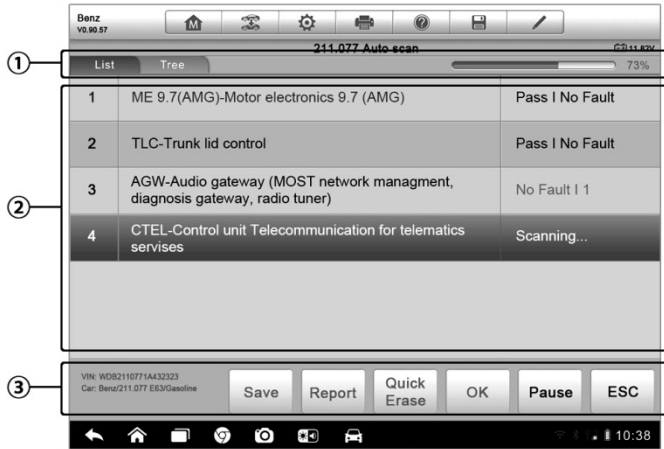 Benz
V0.90.57
211.077 Auto scan
11.82V
①
List
Tree
73%
②
1
ME 9.7(AMG)-Motor electronics 9.7 (AMG)
Pass I No Fault
2
TLC-Trunk lid control
Pass I No Fault
3
AGW-Audio gateway (MOST network managment,
diagnosis gateway, radio tuner)
No Fault I 1
4
CTEL-Control unit Telecommunication for telematics
servises
Scanning...
③
VIN: WDB2110771A432323
Car: Benz/211.077 E63/Gasoline
Save
Report
Quick
Erase
OK
Pause
ESC
10:38